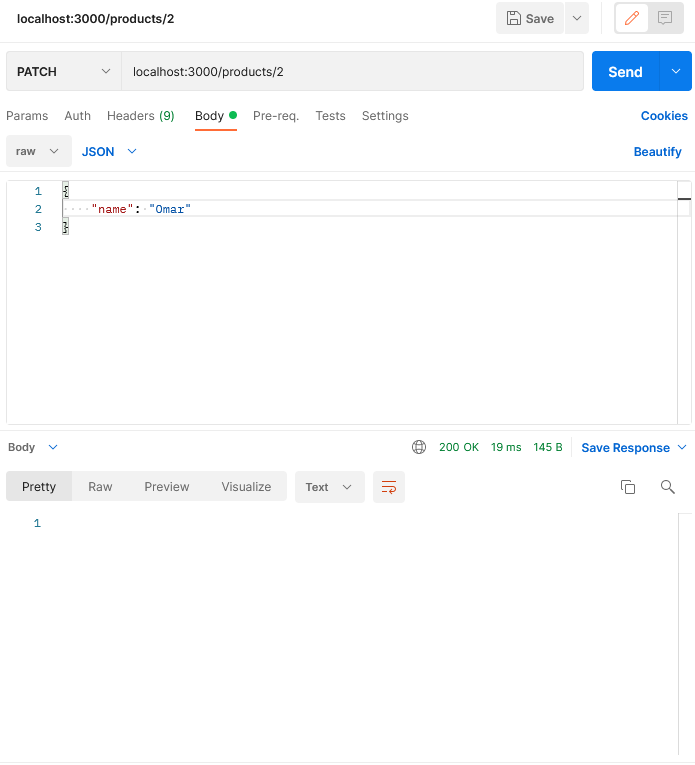 localhost:3000/products/2
Save
PATCH
localhost:3000/products/2
Send
Params Auth Headers (9) Body Pre-req. Tests Settings Cookies
raw JSON Beautify
1 {
2 "name": "Omar"
3 }
Body 200 OK 19 ms 145 B Save Response
Pretty Raw Preview Visualize Text
1